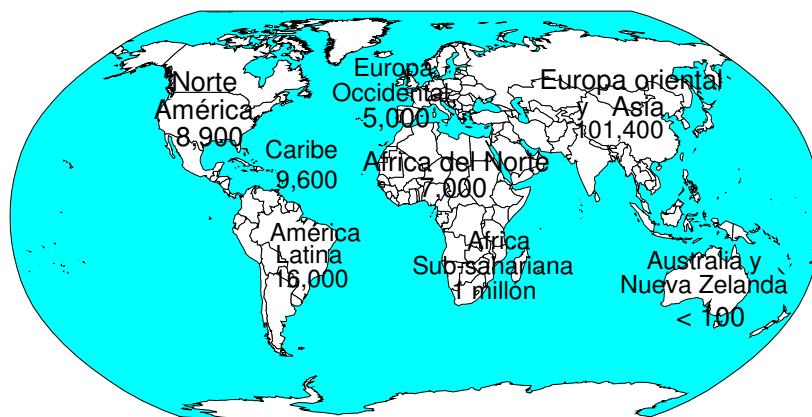 Norte
América
8,900
Caribe
9,600
América
Latina
16,000
Europa
Occidental
5,000
Africa del Norte
7,000
Africa
Sub-sahariana
1 millón
Europa oriental
y Asia
101,400
Australia y
Nueva Zelanda
< 100